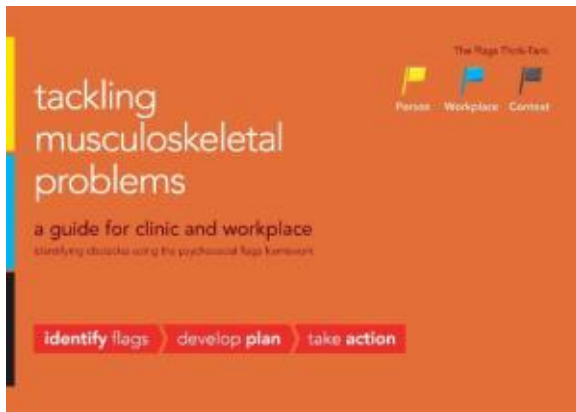 The Flags Think-Tank
Person Workplace Context
tackling
musculoskeletal
problems
a guide for clinic and workplace
identifying obstacles using the psychosocial flags framework
identify flags develop plan take action